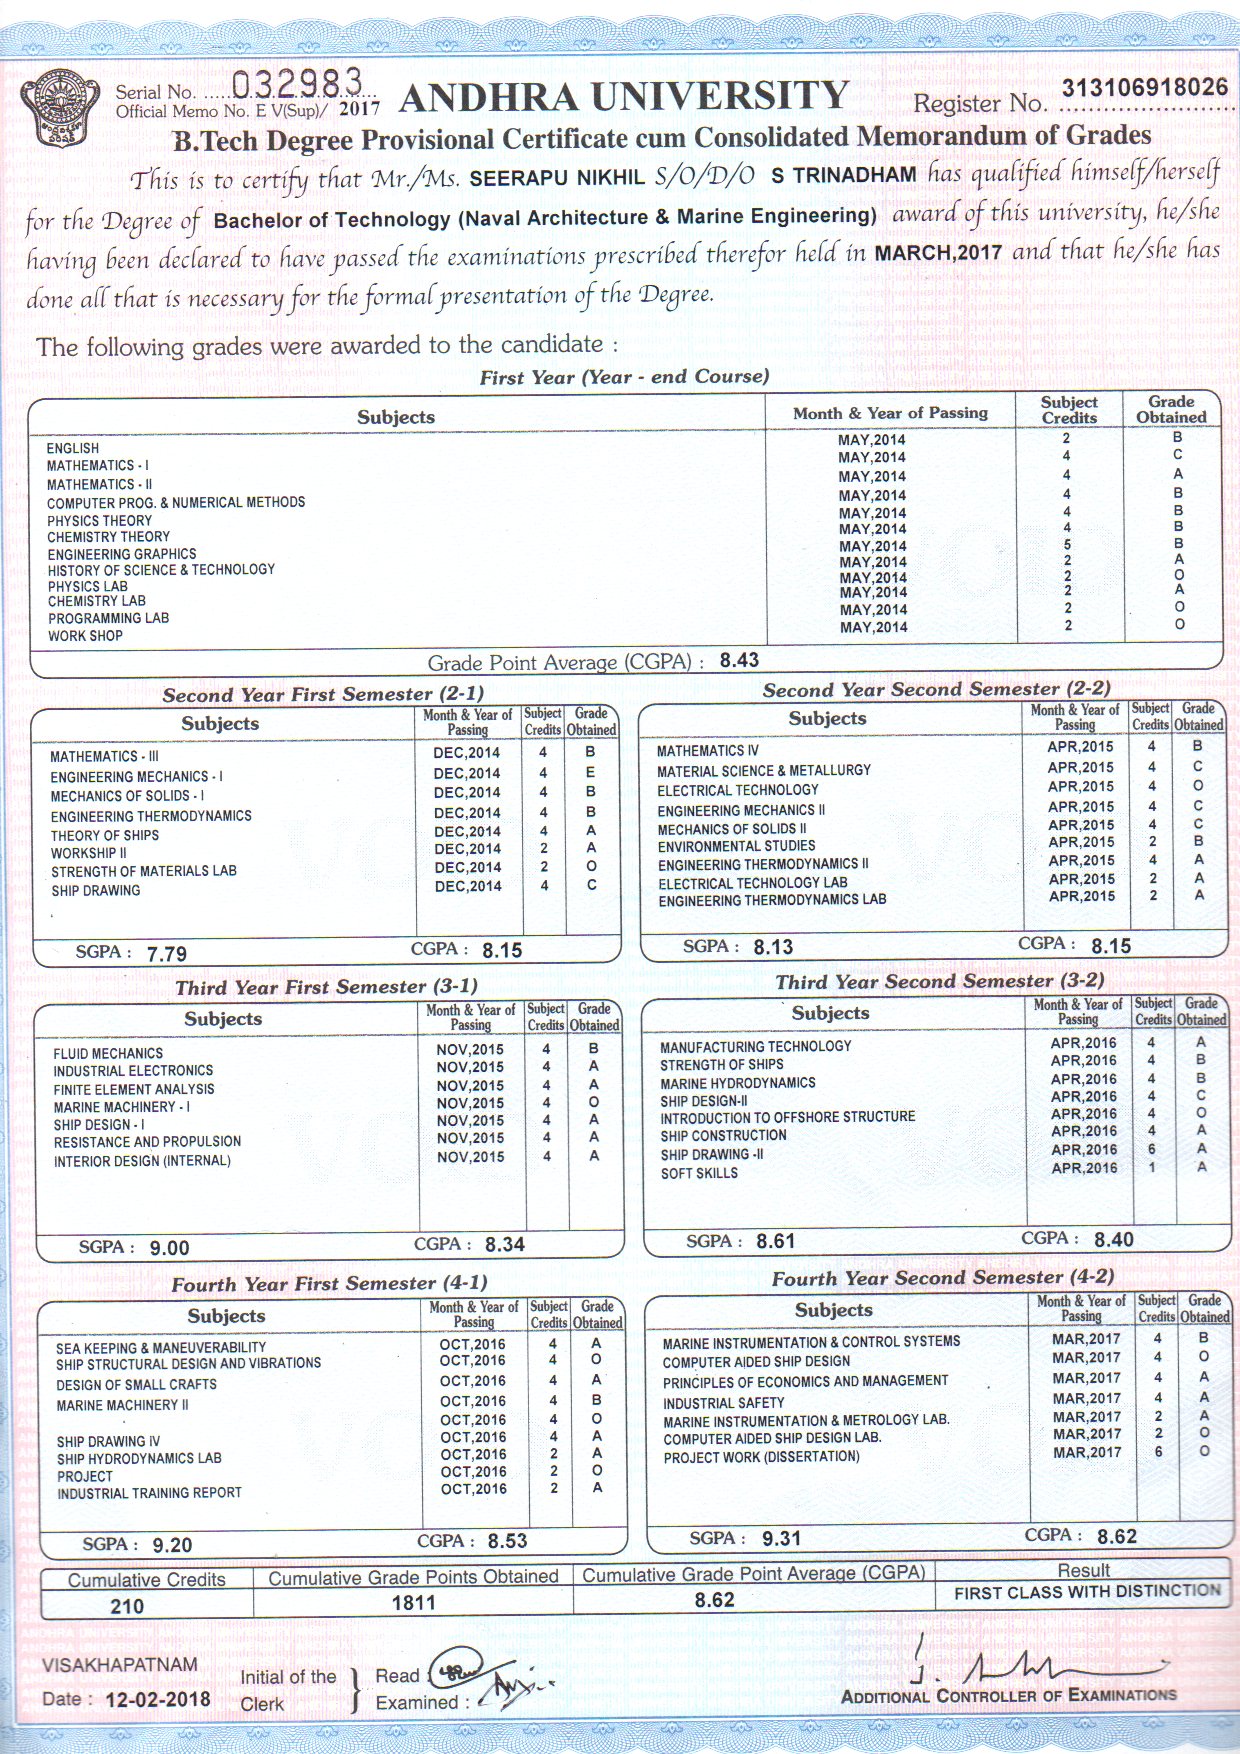 Serial No. 032983
Official Memo No. E V(Sup)/ 2017
ANDHRA UNIVERSITY
Register No. 313106918026
B.Tech Degree Provisional Certificate cum Consolidated Memorandum of Grades
This is to certify that Mr./Ms. SEERAPU NIKHIL S/O/D/O S TRINADHAM has qualified himself/herself
for the Degree of Bachelor of Technology (Naval Architecture & Marine Engineering) award of this university, he/she
having been declared to have passed the examinations prescribed therefor held in MARCH,2017 and that he/she has
done all that is necessary for the formal presentation of the Degree.
The following grades were awarded to the candidate :
First Year (Year - end Course)
Subjects Month & Year of Passing Subject Credits Grade Obtained
ENGLISH MAY,2014 2 B
MATHEMATICS - I MAY,2014 4 C
MATHEMATICS - II MAY,2014 4 A
COMPUTER PROG. & NUMERICAL METHODS MAY,2014 4 B
PHYSICS THEORY MAY,2014 4 B
CHEMISTRY THEORY MAY,2014 4 B
ENGINEERING GRAPHICS MAY,2014 5 B
HISTORY OF SCIENCE & TECHNOLOGY MAY,2014 2 A
PHYSICS LAB MAY,2014 2 O
CHEMISTRY LAB MAY,2014 2 A
PROGRAMMING LAB MAY,2014 2 O
WORK SHOP MAY,2014 2 O
Grade Point Average (CGPA) : 8.43
Second Year First Semester (2-1)
Subjects Month & Year of Passing Subject Credits Grade Obtained
MATHEMATICS - III DEC,2014 4 B
ENGINEERING MECHANICS - I DEC,2014 4 E
MECHANICS OF SOLIDS - I DEC,2014 4 B
ENGINEERING THERMODYNAMICS DEC,2014 4 B
THEORY OF SHIPS DEC,2014 4 A
WORKSHIP II DEC,2014 2 A
STRENGTH OF MATERIALS LAB DEC,2014 2 O
SHIP DRAWING DEC,2014 4 C
SGPA : 7.79 CGPA : 8.15
Second Year Second Semester (2-2)
Subjects Month & Year of Passing Subject Credits Grade Obtained
MATHEMATICS IV APR,2015 4 B
MATERIAL SCIENCE & METALLURGY APR,2015 4 C
ELECTRICAL TECHNOLOGY APR,2015 4 O
ENGINEERING MECHANICS II APR,2015 4 C
MECHANICS OF SOLIDS II APR,2015 4 C
ENVIRONMENTAL STUDIES APR,2015 2 B
ENGINEERING THERMODYNAMICS II APR,2015 4 A
ELECTRICAL TECHNOLOGY LAB APR,2015 2 A
ENGINEERING THERMODYNAMICS LAB APR,2015 2 A
SGPA : 8.13 CGPA : 8.15
Third Year First Semester (3-1)
Subjects Month & Year of Passing Subject Credits Grade Obtained
FLUID MECHANICS NOV,2015 4 B
INDUSTRIAL ELECTRONICS NOV,2015 4 A
FINITE ELEMENT ANALYSIS NOV,2015 4 A
MARINE MACHINERY - I NOV,2015 4 O
SHIP DESIGN - I NOV,2015 4 A
RESISTANCE AND PROPULSION NOV,2015 4 A
INTERIOR DESIGN (INTERNAL) NOV,2015 4 A
SGPA : 9.00 CGPA : 8.34
Third Year Second Semester (3-2)
Subjects Month & Year of Passing Subject Credits Grade Obtained
MANUFACTURING TECHNOLOGY APR,2016 4 A
STRENGTH OF SHIPS APR,2016 4 B
MARINE HYDRODYNAMICS APR,2016 4 B
SHIP DESIGN-II APR,2016 4 C
INTRODUCTION TO OFFSHORE STRUCTURE APR,2016 4 O
SHIP CONSTRUCTION APR,2016 4 A
SHIP DRAWING -II APR,2016 6 A
SOFT SKILLS APR,2016 1 A
SGPA : 8.61 CGPA : 8.40
Fourth Year First Semester (4-1)
Subjects Month & Year of Passing Subject Credits Grade Obtained
SEA KEEPING & MANEUVERABILITY OCT,2016 4 A
SHIP STRUCTURAL DESIGN AND VIBRATIONS OCT,2016 4 O
DESIGN OF SMALL CRAFTS OCT,2016 4 A
MARINE MACHINERY II OCT,2016 4 B
OCT,2016 4 O
SHIP DRAWING IV OCT,2016 4 A
SHIP HYDRODYNAMICS LAB OCT,2016 2 A
PROJECT OCT,2016 2 O
INDUSTRIAL TRAINING REPORT OCT,2016 2 A
SGPA : 9.20 CGPA : 8.53
Fourth Year Second Semester (4-2)
Subjects Month & Year of Passing Subject Credits Grade Obtained
MARINE INSTRUMENTATION & CONTROL SYSTEMS MAR,2017 4 B
COMPUTER AIDED SHIP DESIGN MAR,2017 4 O
PRINCIPLES OF ECONOMICS AND MANAGEMENT MAR,2017 4 A
INDUSTRIAL SAFETY MAR,2017 4 A
MARINE INSTRUMENTATION & METROLOGY LAB. MAR,2017 2 A
COMPUTER AIDED SHIP DESIGN LAB. MAR,2017 2 O
PROJECT WORK (DISSERTATION) MAR,2017 6 O
SGPA : 9.31 CGPA : 8.62
Cumulative Credits Cumulative Grade Points Obtained Cumulative Grade Point Average (CGPA) Result
210 1811 8.62 FIRST CLASS WITH DISTINCTION
VISAKHAPATNAM
Date : 12-02-2018
Initial of the Clerk
Read :
Examined :
ADDITIONAL CONTROLLER OF EXAMINATIONS